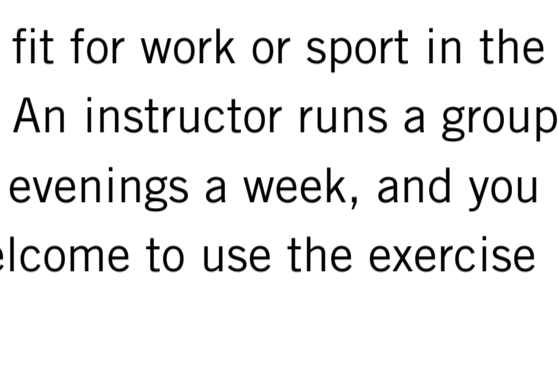 fit for work or sport in the
An instructor runs a group
evenings a week, and you
elcome to use the exercise